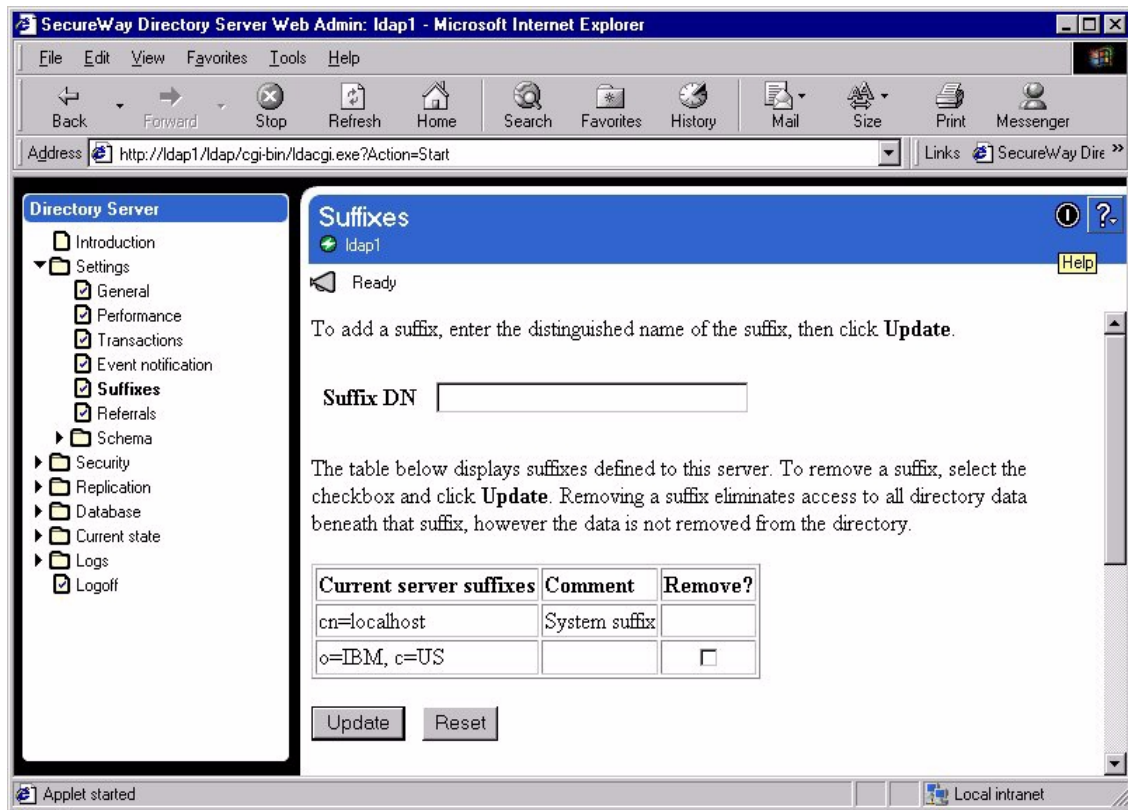 SecureWay Directory Server Web Admin: ldap1 - Microsoft Internet Explorer
File Edit View Favorites Tools Help
Back Forward Stop Refresh Home Search Favorites History Mail Size Print Messenger
Address http://ldap1/ldap/cgi-bin/ldacgi.exe?Action=Start Links SecureWay Dire »
Directory Server
Introduction
Settings
General
Performance
Transactions
Event notification
Suffixes
Referrals
Schema
Security
Replication
Database
Current state
Logs
Logoff
Suffixes
ldap1
?
Help
Ready
To add a suffix, enter the distinguished name of the suffix, then click Update.
Suffix DN
The table below displays suffixes defined to this server. To remove a suffix, select the
checkbox and click Update. Removing a suffix eliminates access to all directory data
beneath that suffix, however the data is not removed from the directory.
Current server suffixes Comment Remove?
cn=localhost System suffix
o=IBM, c=US
Update Reset
Applet started Local intranet